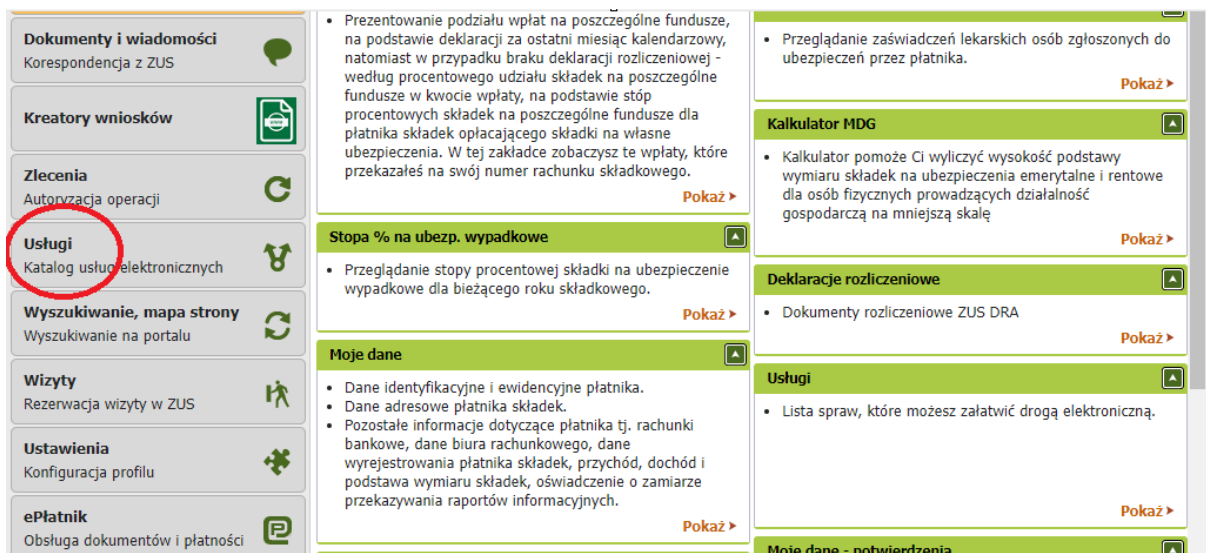 Dokumenty i wiadomości
Korespondencja z ZUS
Kreatory wniosków
Zlecenia
Autoryzacja operacji
Usługi
Katalog usług elektronicznych
Wyszukiwanie, mapa strony
Wyszukiwanie na portalu
Wizyty
Rezerwacja wizyty w ZUS
Ustawienia
Konfiguracja profilu
ePłatnik
Obsługa dokumentów i płatności
• Prezentowanie podziału wpłat na poszczególne fundusze,
na podstawie deklaracji za ostatni miesiąc kalendarzowy,
natomiast w przypadku braku deklaracji rozliczeniowej -
według procentowego udziału składek na poszczególne
fundusze w kwocie wpłaty, na podstawie stóp
procentowych składek na poszczególne fundusze dla
płatnika składek opłacającego składki na własne
ubezpieczenia. W tej zakładce zobaczysz te wpłaty, które
przekazałeś na swój numer rachunku składkowego.
Pokaż
Stopa % na ubezp. wypadkowe
• Przeglądanie stopy procentowej składki na ubezpieczenie
wypadkowe dla bieżącego roku składkowego.
Pokaż
Moje dane
• Dane identyfikacyjne i ewidencyjne płatnika.
• Dane adresowe płatnika składek.
• Pozostałe informacje dotyczące płatnika tj. rachunki
bankowe, dane biura rachunkowego, dane
wyrejestrowania płatnika składek, przychód, dochód i
podstawa wymiaru składek, oświadczenie o zamiarze
przekazywania raportów informacyjnych.
Pokaż
• Przeglądanie zaświadczeń lekarskich osób zgłoszonych do
ubezpieczeń przez płatnika.
Pokaż
Kalkulator MDG
• Kalkulator pomoże Ci wyliczyć wysokość podstawy
wymiaru składek na ubezpieczenia emerytalne i rentowe
dla osób fizycznych prowadzących działalność
gospodarczą na mniejszą skalę
Pokaż
Deklaracje rozliczeniowe
• Dokumenty rozliczeniowe ZUS DRA
Pokaż
Usługi
• Lista spraw, które możesz załatwić drogą elektroniczną.
Pokaż
Moje dane - potwierdzenia